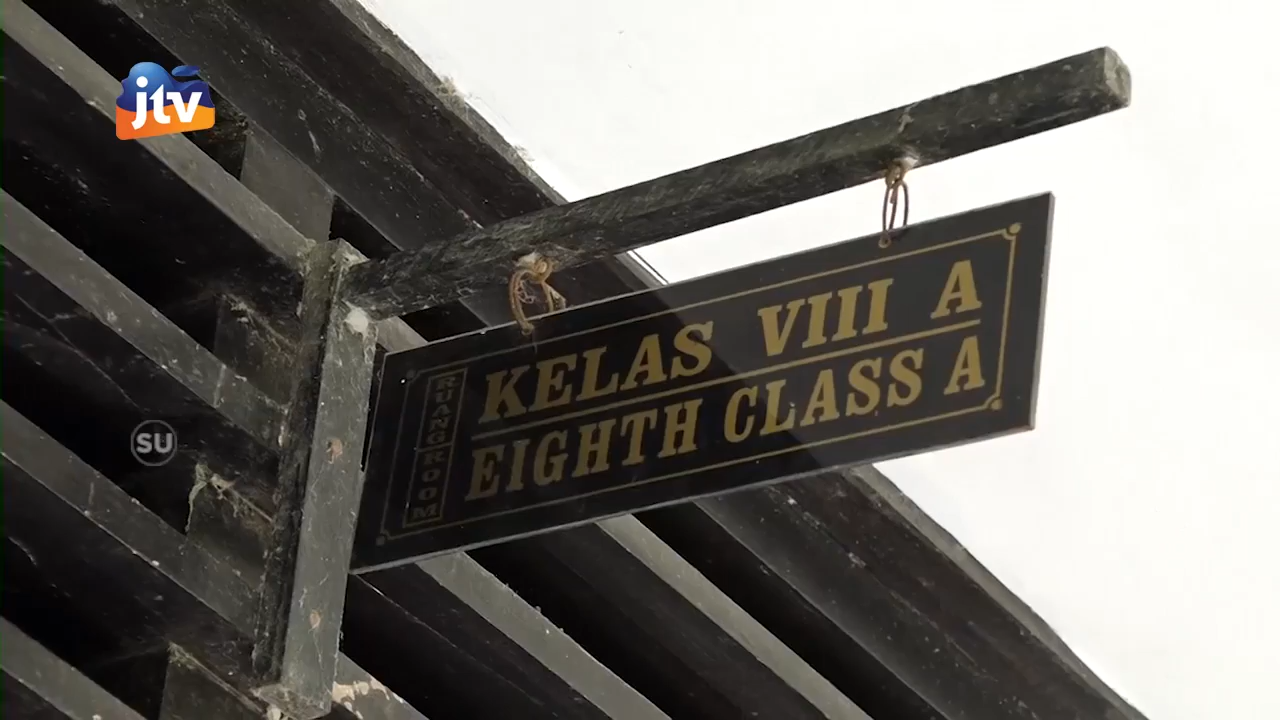 jtv
SU
RUANG
ROOM
KELAS VIII A
EIGHTH CLASS A